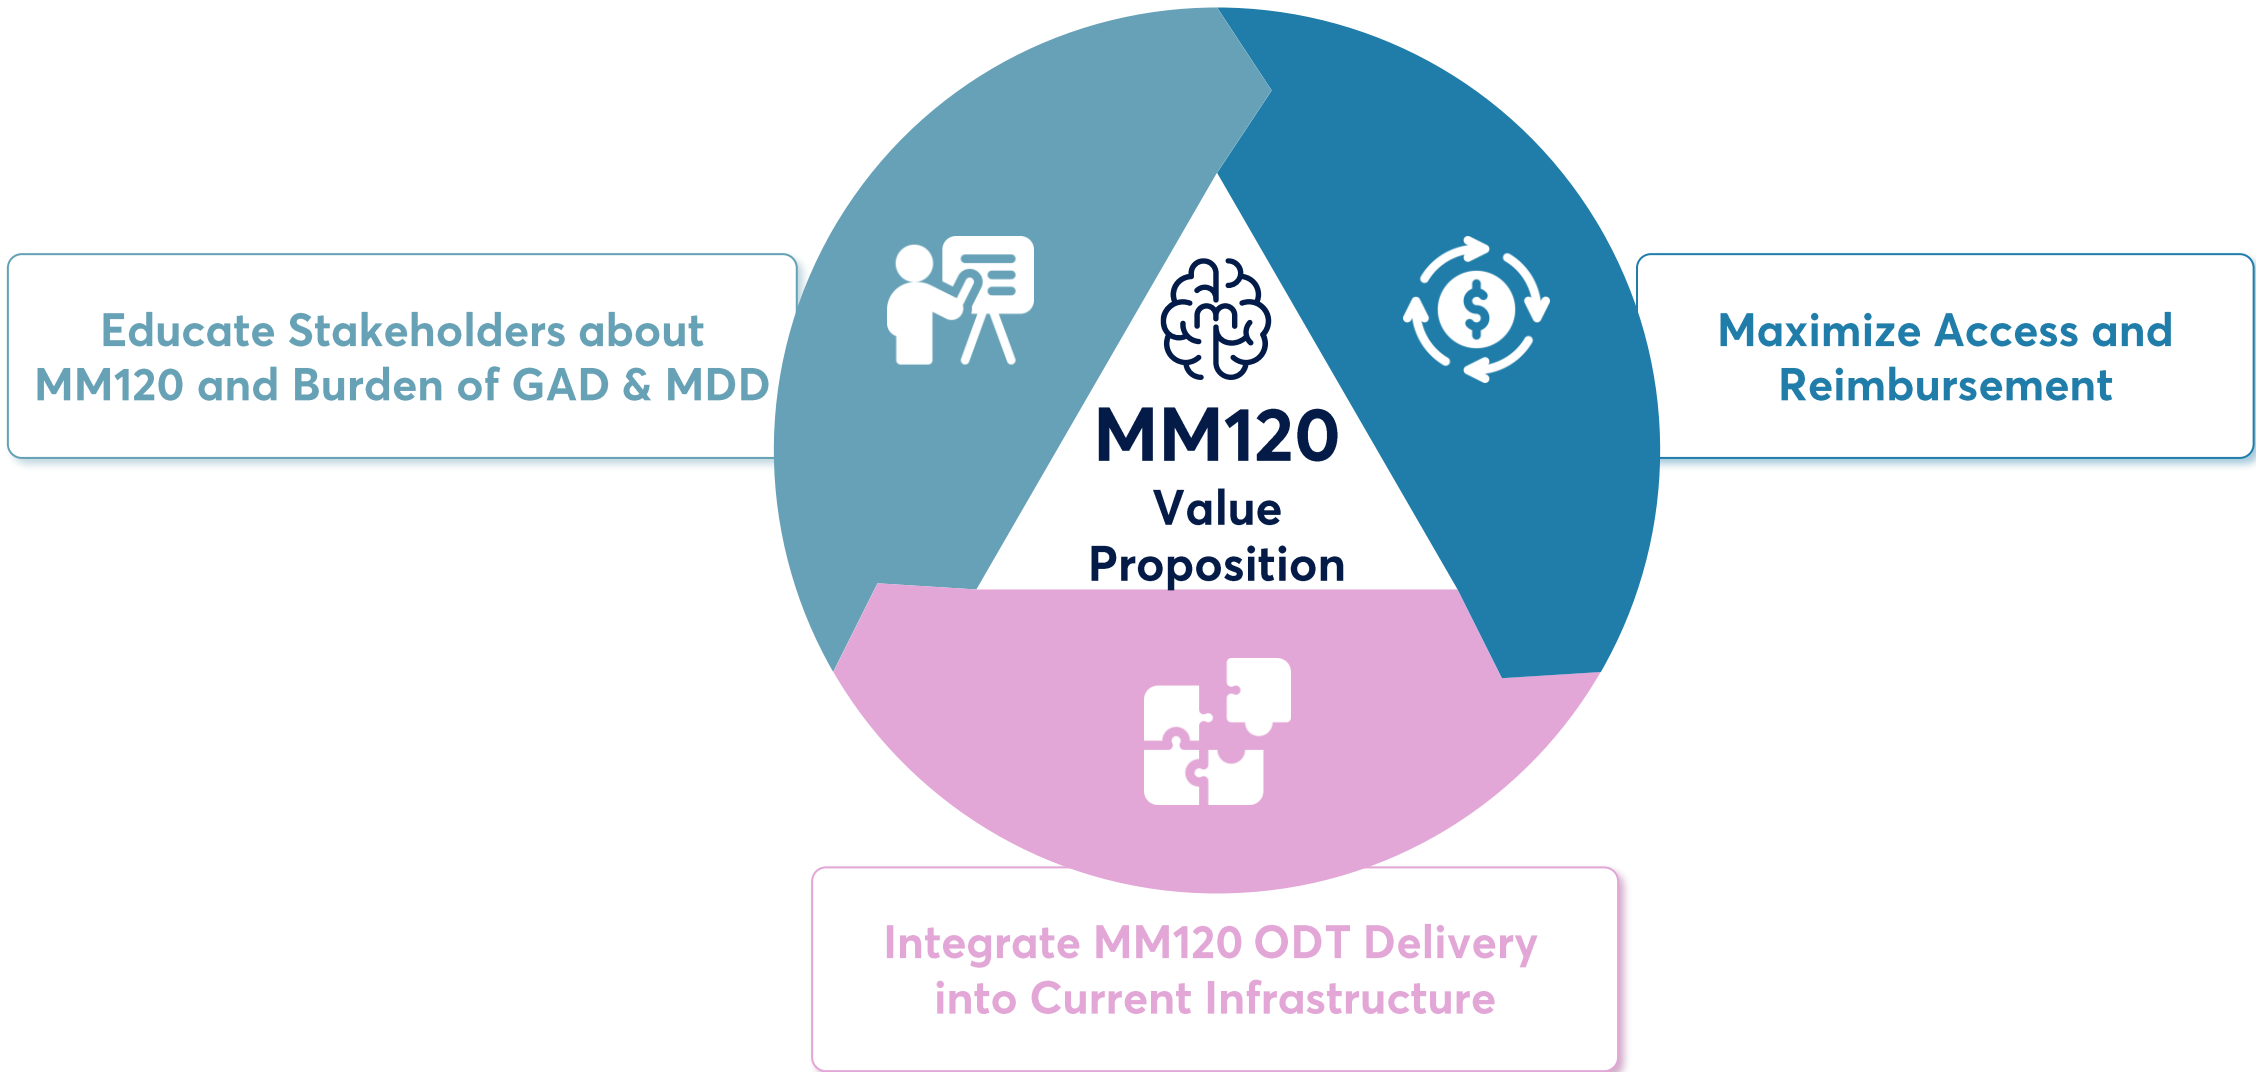 Educate Stakeholders about
MM120 and Burden of GAD & MDD
MM120
Value
Proposition
Maximize Access and
Reimbursement
Integrate MM120 ODT Delivery
into Current Infrastructure